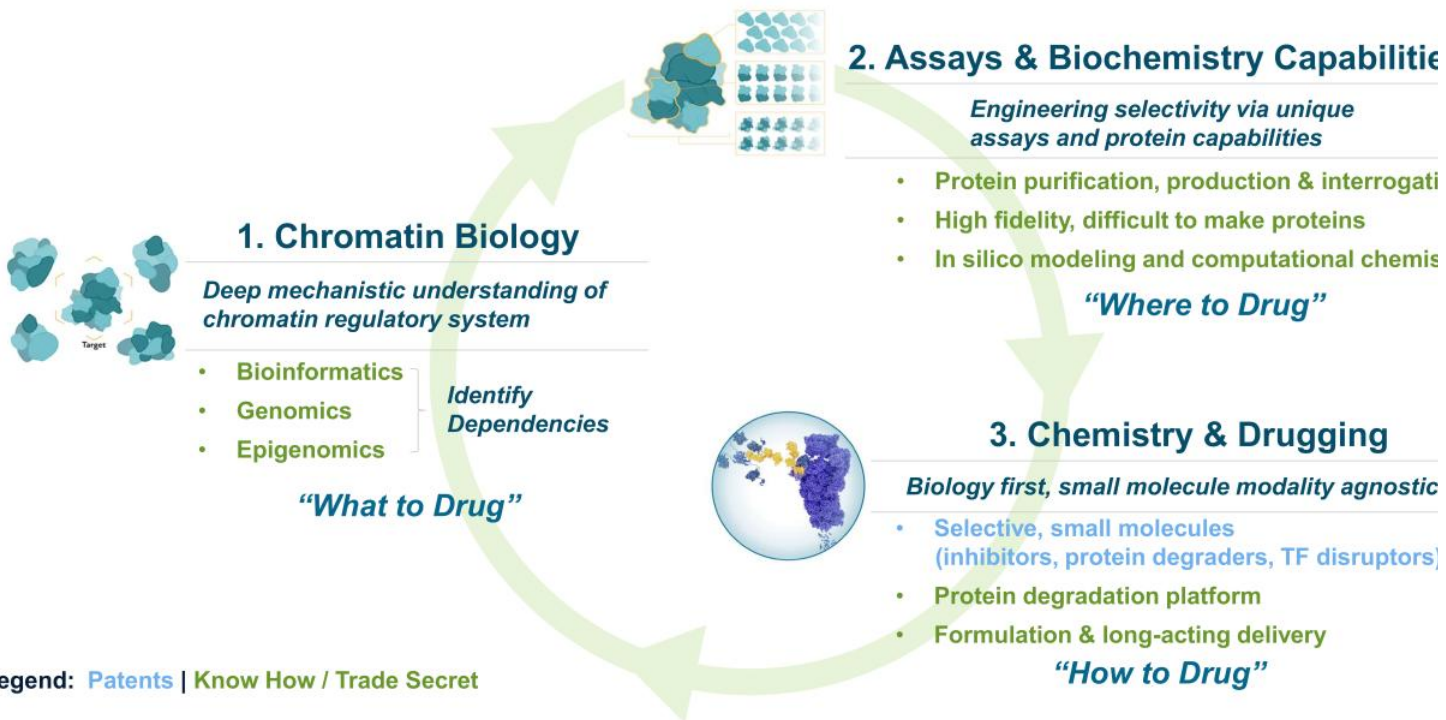 1. Chromatin Biology
Deep mechanistic understanding of
chromatin regulatory system
• Bioinformatics
• Genomics
• Epigenomics
Identify
Dependencies
“What to Drug”
Target
2. Assays & Biochemistry Capabilitie
Engineering selectivity via unique
assays and protein capabilities
• Protein purification, production & interrogati
• High fidelity, difficult to make proteins
• In silico modeling and computational chemis
“Where to Drug”
3. Chemistry & Drugging
Biology first, small molecule modality agnostic
• Selective, small molecules
(inhibitors, protein degraders, TF disruptors)
• Protein degradation platform
• Formulation & long-acting delivery
“How to Drug”
egend: Patents | Know How / Trade Secret